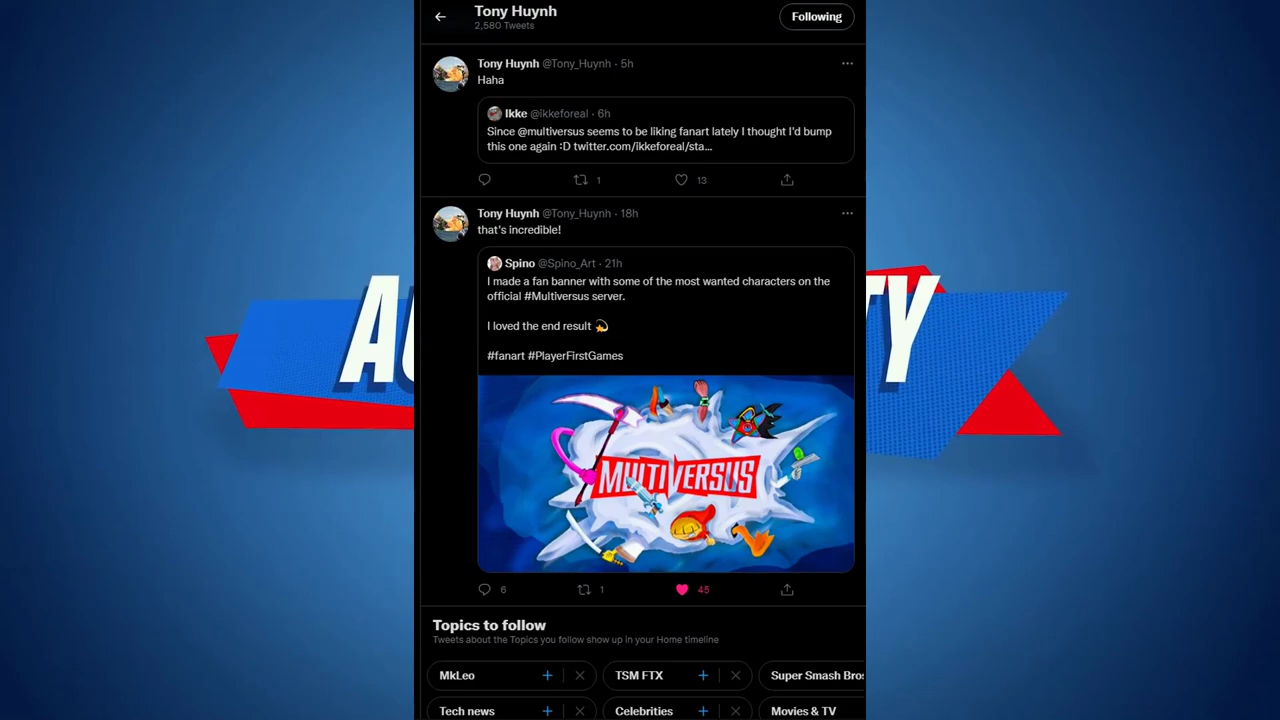 Tony Huynh
2,580 Tweets
Following
Tony Huynh @Tony_Huynh · 5h
Haha
Ikke @ikkeforeal · 6h
Since @multiversus seems to be liking fanart lately I thought I'd bump
this one again :D twitter.com/ikkeforeal/sta...
1
13
Tony Huynh @Tony_Huynh · 18h
that's incredible!
Spino @Spino_Art · 21h
I made a fan banner with some of the most wanted characters on the
official #Multiversus server.
I loved the end result 💫
#fanart #PlayerFirstGames
MULTIVERSUS
6
1
45
Topics to follow
Tweets about the Topics you follow show up in your Home timeline
MkLeo
TSM FTX
Super Smash Bros
Tech news
Celebrities
Movies & TV